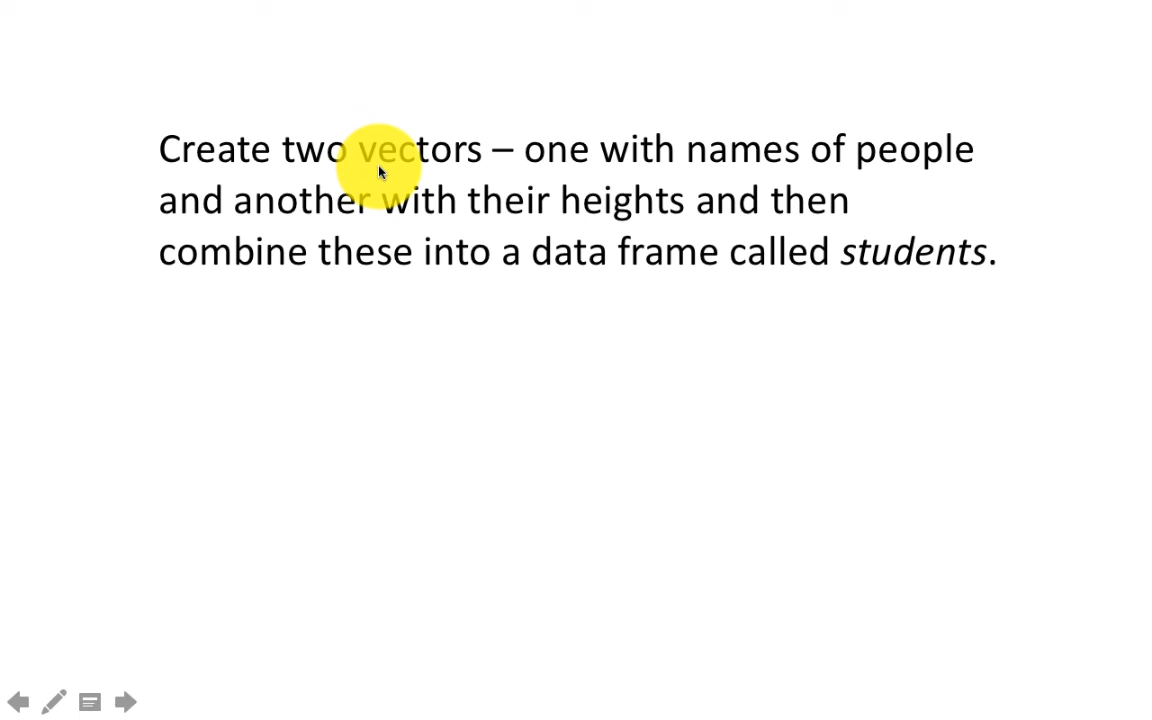 Create two vectors – one with names of people
and another with their heights and then
combine these into a data frame called students.